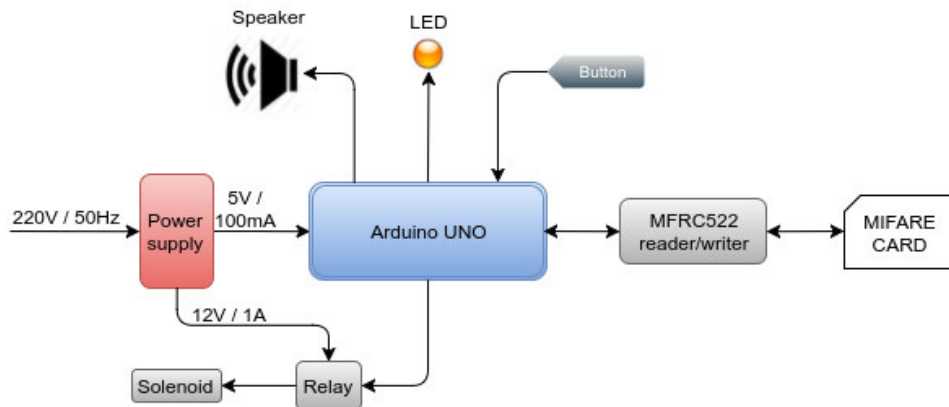 Speaker
LED
Button
220V / 50Hz
Power
supply
5V /
100mA
Arduino UNO
MFRC522
reader/writer
MIFARE
CARD
12V / 1A
Solenoid
Relay